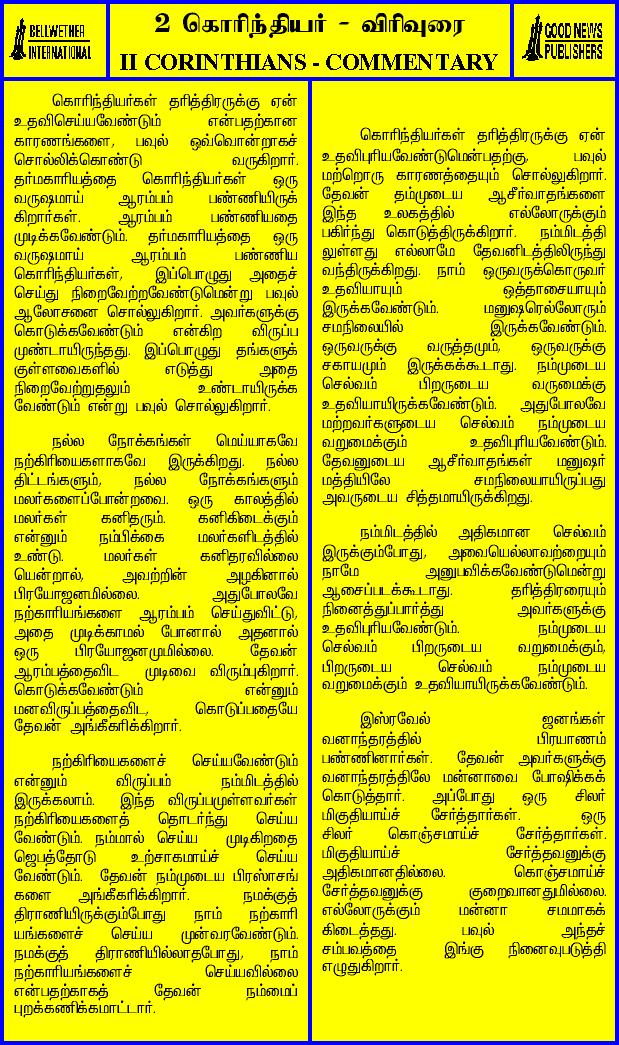 BELLWETHER
INTERNATIONAL
2 கொரிந்தியர் - விரிவுரை
II CORINTHIANS - COMMENTARY
GOOD NEWS
PUBLISHERS
கொரிந்தியர்கள் தரித்திரருக்கு ஏன்
உதவிசெய்யவேண்டும் என்பதற்கான
காரணங்களை, பவுல் ஒவ்வொன்றாகச்
சொல்லிக்கொண்டு வருகிறார்.
தர்மகாரியத்தை கொரிந்தியர்கள் ஒரு
வருஷமாய் ஆரம்பம் பண்ணியிருக்
கிறார்கள். ஆரம்பம் பண்ணியதை
முடிக்கவேண்டும். தர்மகாரியத்தை ஒரு
வருஷமாய் ஆரம்பம் பண்ணிய
கொரிந்தியர்கள், இப்பொழுது அதைச்
செய்து நிறைவேற்றவேண்டுமென்று பவுல்
ஆலோசனை சொல்லுகிறார். அவர்களுக்கு
கொடுக்கவேண்டும் என்கிற விருப்ப
முண்டாயிருந்தது. இப்பொழுது தங்களுக்
குள்ளவைகளில் எடுத்து அதை
நிறைவேற்றுதலும் உண்டாயிருக்க
வேண்டும் என்று பவுல் சொல்லுகிறார்.
நல்ல நோக்கங்கள் மெய்யாகவே
நற்கிரியைகளாகவே இருக்கிறது. நல்ல
திட்டங்களும், நல்ல நோக்கங்களும்
மலர்களைப்போன்றவை. ஒரு காலத்தில்
மலர்கள் கனிதரும். கனிகிடைக்கும்
என்னும் நம்பிக்கை மலர்களிடத்தில்
உண்டு. மலர்கள் கனிதரவில்லை
யென்றால், அவற்றின் அழகினால்
பிரயோஜனமில்லை. அதுபோலவே
நற்காரியங்களை ஆரம்பம் செய்துவிட்டு,
அதை முடிக்காமல் போனால் அதனால்
ஒரு பிரயோஜனமுமில்லை. தேவன்
ஆரம்பத்தைவிட முடிவை விரும்புகிறார்.
கொடுக்கவேண்டும் என்னும்
மனவிருப்பத்தைவிட, கொடுப்பதையே
தேவன் அங்கீகரிக்கிறார்.
நற்கிரியைகளைச் செய்யவேண்டும்
என்னும் விருப்பம் நம்மிடத்தில்
இருக்கலாம். இந்த விருப்பமுள்ளவர்கள்
நற்கிரியைகளைத் தொடர்ந்து செய்ய
வேண்டும். நம்மால் செய்ய முடிகிறதை
ஜெபத்தோடு உற்சாகமாய்ச் செய்ய
வேண்டும். தேவன் நம்முடைய பிரஸாசங்
களை அங்கீகரிக்கிறார். நமக்குத்
திராணியிருக்கும்போது நாம் நற்காரி
யங்களைச் செய்ய முன்வரவேண்டும்.
நமக்குத் திராணியில்லாதபோது, நாம்
நற்காரியங்களைச் செய்யவில்லை
என்பதற்காகத் தேவன் நம்மைப்
புறக்கணிக்கமாட்டார்.
கொரிந்தியர்கள் தரித்திரருக்கு ஏன்
உதவிபுரியவேண்டுமென்பதற்கு, பவுல்
மற்றொரு காரணத்தையும் சொல்லுகிறார்.
தேவன் தம்முடைய ஆசீர்வாதங்களை
இந்த உலகத்தில் எல்லோருக்கும்
பகிர்ந்து கொடுத்திருக்கிறார். நம்மிடத்தி
லுள்ளது எல்லாமே தேவனிடத்திலிருந்து
வந்திருக்கிறது. நாம் ஒருவருக்கொருவர்
உதவியாயும் ஒத்தாசையாயும்
இருக்கவேண்டும். மனுஷரெல்லோரும்
சமநிலையில் இருக்கவேண்டும்.
ஒருவருக்கு வருத்தமும், ஒருவருக்கு
சகாயமும் இருக்கக்கூடாது. நம்முடைய
செல்வம் பிறருடைய வருமைக்கு
உதவியாயிருக்கவேண்டும். அதுபோலவே
மற்றவர்களுடைய செல்வம் நம்முடைய
வறுமைக்கும் உதவிபுரியவேண்டும்.
தேவனுடைய ஆசீர்வாதங்கள் மனுஷர்
மத்தியிலே சமநிலையாயிருப்பது
அவருடைய சித்தமாயிருக்கிறது.
நம்மிடத்தில் அதிகமான செல்வம்
இருக்கும்போது, அவையெல்லாவற்றையும்
நாமே அனுபவிக்கவேண்டுமென்று
ஆசைப்படக்கூடாது. தரித்திரரையும்
நினைத்துப்பார்த்து அவர்களுக்கு
உதவிபுரியவேண்டும். நம்முடைய
செல்வம் பிறருடைய வறுமைக்கும்,
பிறருடைய செல்வம் நம்முடைய
வறுமைக்கும் உதவியாயிருக்கவேண்டும்.
இஸ்ரவேல் ஜனங்கள்
வனாந்தரத்தில் பிரயாணம்
பண்ணினார்கள். தேவன் அவர்களுக்கு
வனாந்தரத்திலே மன்னாவை போஷிக்கக்
கொடுத்தார். அப்போது ஒரு சிலர்
மிகுதியாய்ச் சேர்த்தார்கள். ஒரு
சிலர் கொஞ்சமாய்ச் சேர்த்தார்கள்.
மிகுதியாய்ச் சேர்த்தவனுக்கு
அதிகமானதில்லை. கொஞ்சமாய்ச்
சேர்த்தவனுக்கு குறைவானதுமில்லை.
எல்லோருக்கும் மன்னா சமமாகக்
கிடைத்தது. பவுல் அந்தச்
சம்பவத்தை இங்கு நினைவுபடுத்தி
எழுதுகிறார்.